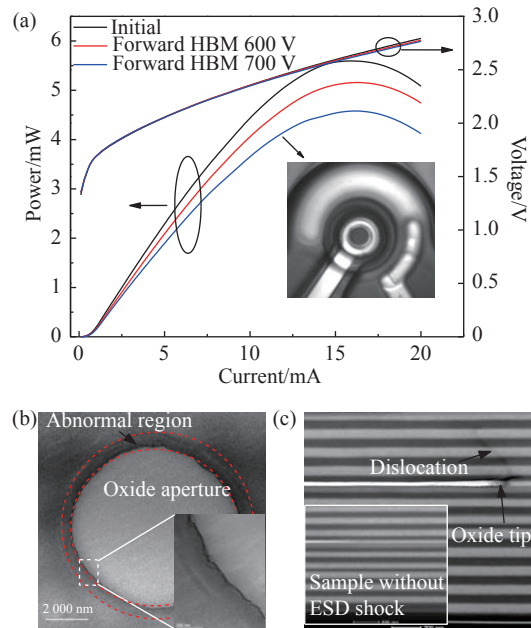 (a)
Initial
Forward HBM 600 V
Forward HBM 700 V
6
5
4
3
2
1
0
Power/mW
3.0
2.5
2.0
1.5
1.0
0.5
0
Voltage/V
0
5
10
15
20
Current/mA
(b)
Abnormal region
Oxide aperture
2 000 nm
(c)
Dislocation
Oxide tip
Sample without
ESD shock